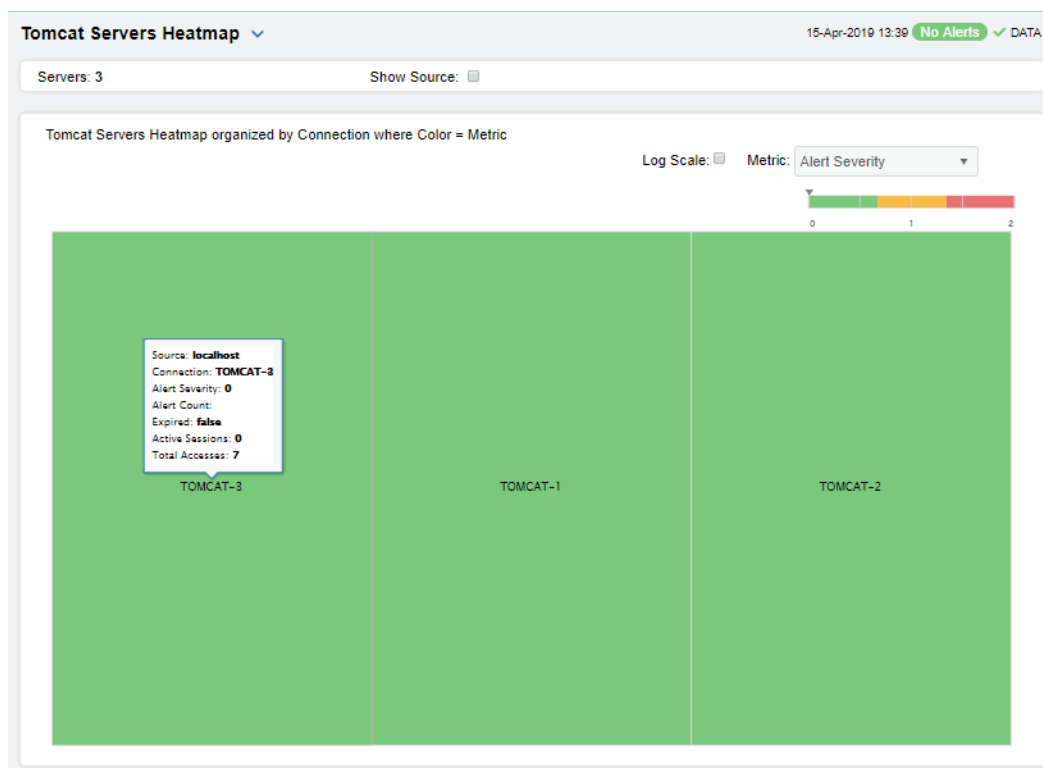 Tomcat Servers Heatmap
15-Apr-2019 13:39 No Alerts DATA
Servers: 3 Show Source:
Tomcat Servers Heatmap organized by Connection where Color = Metric
Log Scale: Metric: Alert Severity
0 1 2
Source: localhost
Connection: TOMCAT-3
Alert Severity: 0
Alert Count:
Expired: false
Active Sessions: 0
Total Accesses: 7
TOMCAT-3 TOMCAT-1 TOMCAT-2